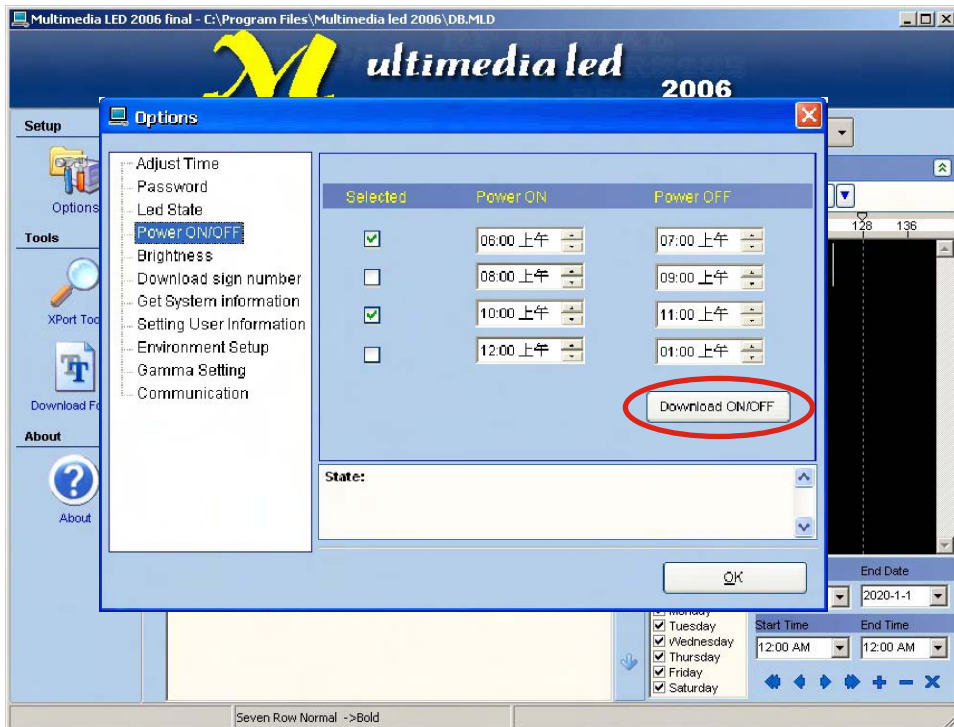 Multimedia LED 2006 final - C:\Program Files\Multimedia led 2006\DB.MLD
Multimedia led
2006
Setup
Options
Tools
XPort Too
Download Fo
About
About
Options
Adjust Time
Password
Led State
Power ON/OFF
Brightness
Download sign number
Get System information
Setting User Information
Environment Setup
Gamma Setting
Communication
Selected Power ON Power OFF
06:00 上午 07:00 上午
08:00 上午 09:00 上午
10:00 上午 11:00 上午
12:00 上午 01:00 上午
Download ON/OFF
State:
OK
128 136
End Date
2020-1-1
Monday
Tuesday
Wednesday
Thursday
Friday
Saturday
Start Time End Time
12:00 AM 12:00 AM
Seven Row Normal ->Bold